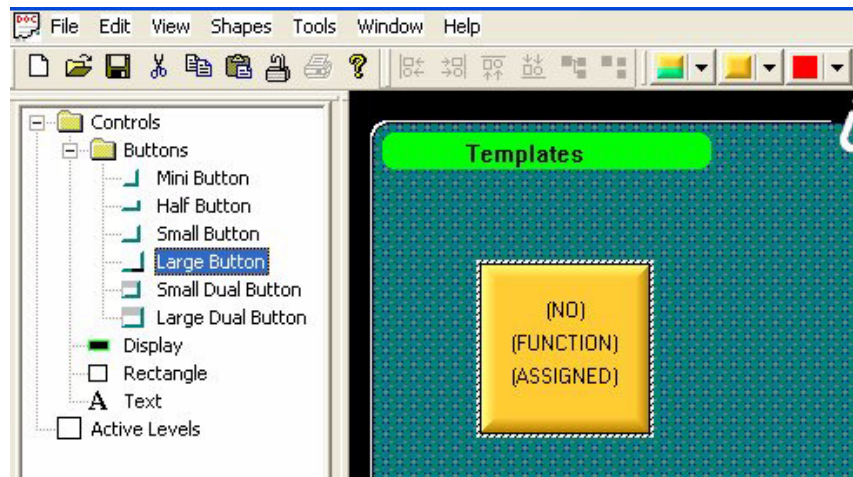 File Edit View Shapes Tools Window Help
Controls
Buttons
Mini Button
Half Button
Small Button
Large Button
Small Dual Button
Large Dual Button
Display
Rectangle
A Text
Active Levels
Templates
(NO)
(FUNCTION)
(ASSIGNED)